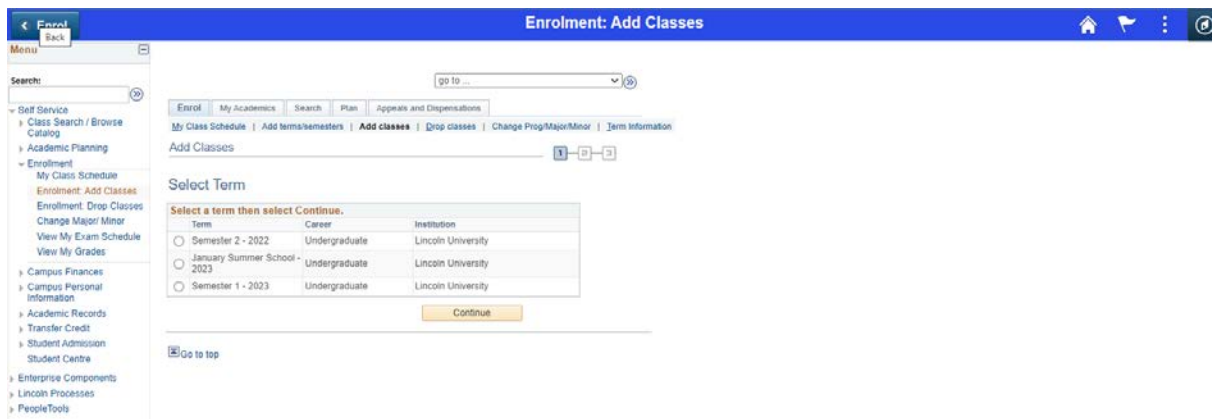 Enrol
Enrolment: Add Classes
Back
Menu
Search:
Self Service
Class Search / Browse
Catalog
Academic Planning
Enrollment
My Class Schedule
Enrolment: Add Classes
Enrollment: Drop Classes
Change Major/ Minor
View My Exam Schedule
View My Grades
Campus Finances
Campus Personal
Information
Academic Records
Transfer Credit
Student Admission
Student Centre
Enterprise Components
Lincoln Processes
PeopleTools
go to ...
Enrol My Academics Search Plan Appeals and Dispensations
My Class Schedule | Add terms/semesters | Add classes | Drop classes | Change Prog/Major/Minor | Term Information
Add Classes
1 2 3
Select Term
Select a term then select Continue.
Term Career Institution
Semester 2 - 2022 Undergraduate Lincoln University
January Summer School -
2023 Undergraduate Lincoln University
Semester 1 - 2023 Undergraduate Lincoln University
Continue
Go to top